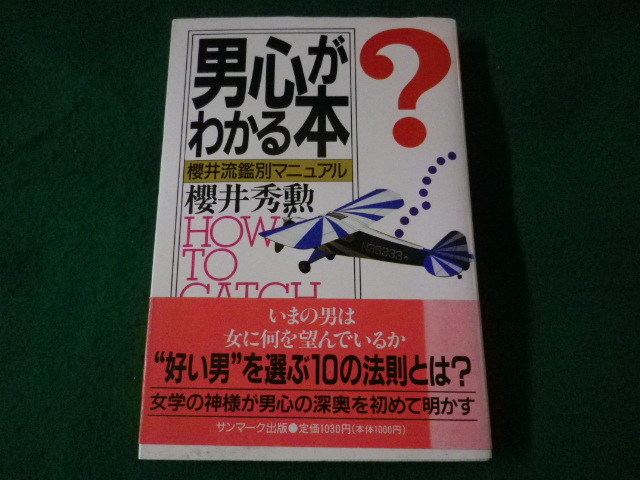 男心が
わかる本
?
櫻井流鑑別マニュアル
櫻井秀勲
HOW
TO
CATCH
いまの男は
女に何を望んでいるか
“好い男”を選ぶ10の法則とは?
女学の神様が男心の深奥を初めて明かす
サンマーク出版●定価1030円(本体1000円)